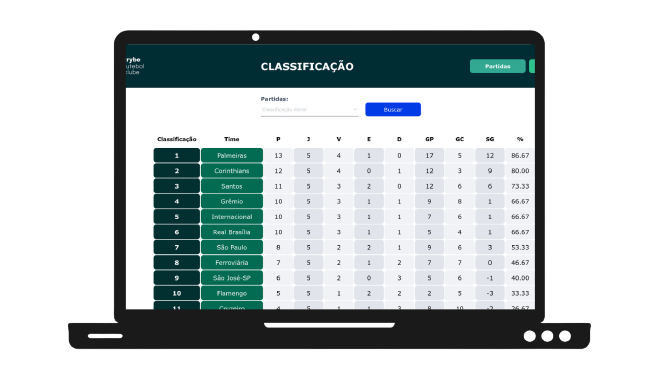 rybe
utebol
clube
CLASSIFICAÇÃO
Partidas
Partidas:
Classificação Geral
Buscar
Classificação Time P J V E D GP GC SG %
1 Palmeiras 13 5 4 1 0 17 5 12 86.67
2 Corinthians 12 5 4 0 1 12 3 9 80.00
3 Santos 11 5 3 2 0 12 6 6 73.33
4 Grêmio 10 5 3 1 1 9 8 1 66.67
5 Internacional 10 5 3 1 1 7 6 1 66.67
6 Real Brasília 10 5 3 1 1 5 4 1 66.67
7 São Paulo 8 5 2 2 1 9 6 3 53.33
8 Ferroviária 7 5 2 1 2 7 7 0 46.67
9 São José-SP 6 5 2 0 3 5 6 -1 40.00
10 Flamengo 5 5 1 2 2 2 5 -3 33.33
11 Cruzeiro 4 5 1 1 3 8 10 -2 26.67